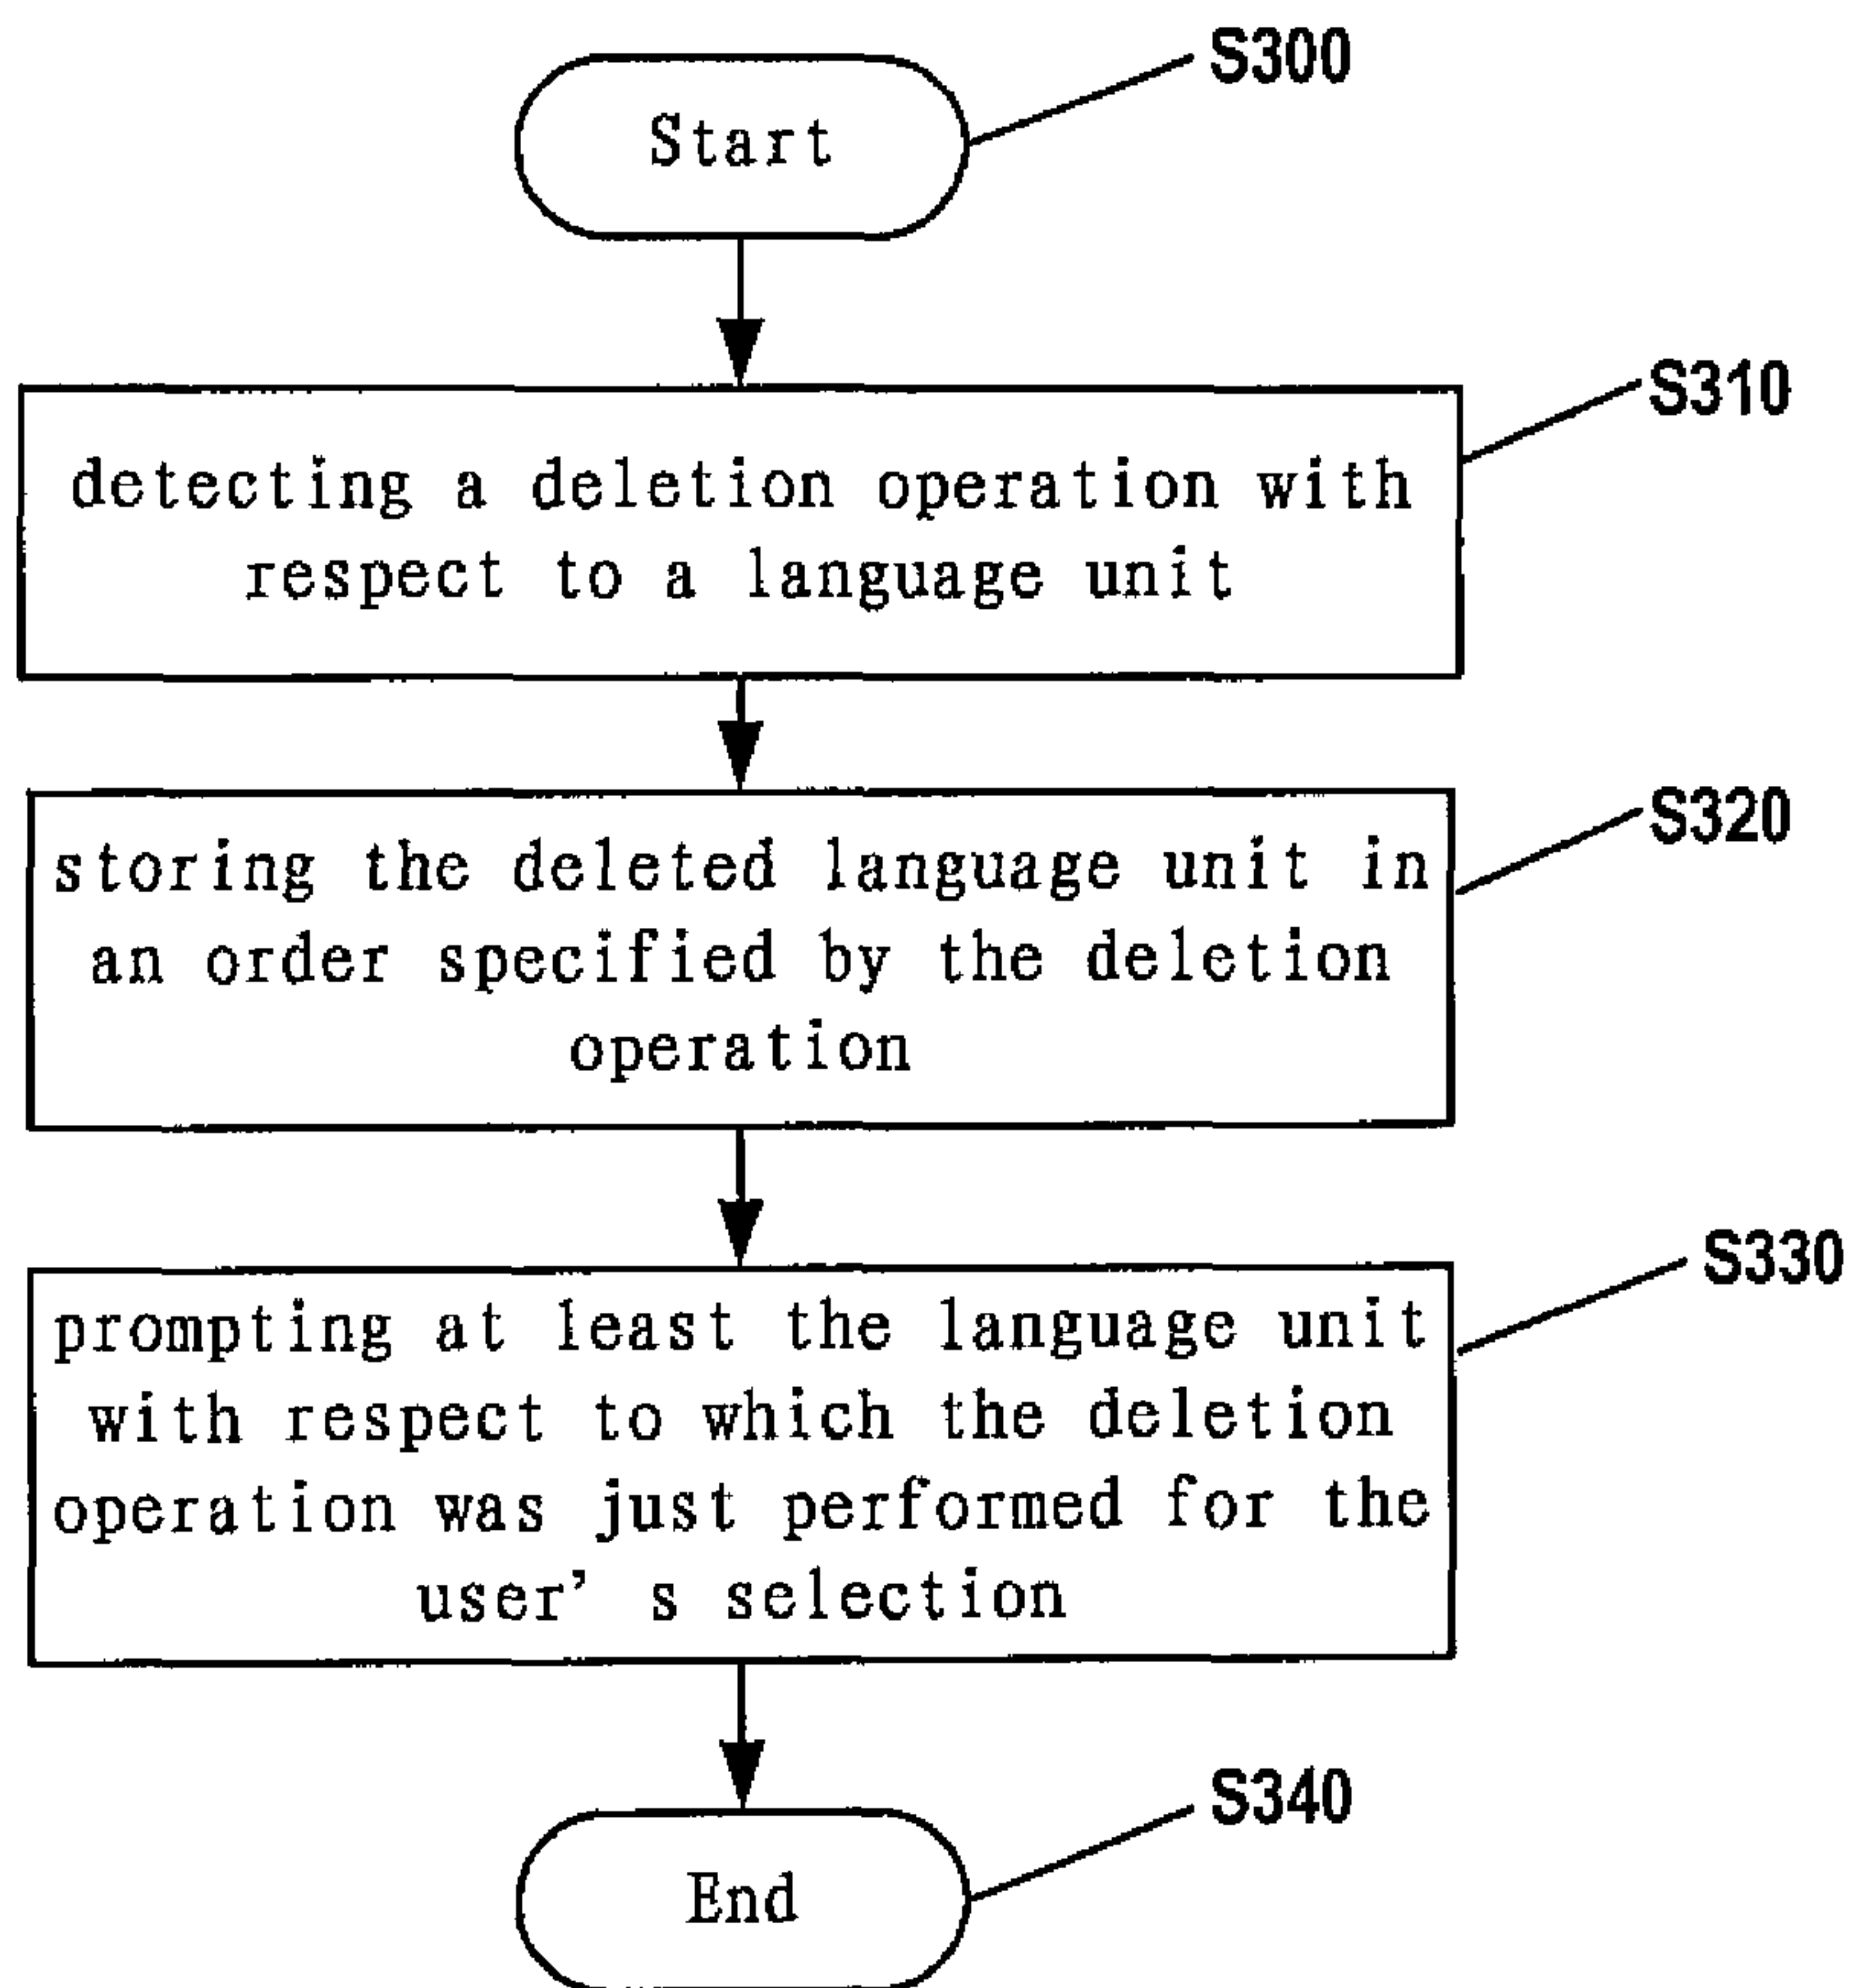 S300
Start
S310
detecting a deletion operation with
respect to a language unit
S320
storing the deleted language unit in
an order specified by the deletion
operation
S330
prompting at least the language unit
with respect to which the deletion
operation was just performed for the
user's selection
S340
End